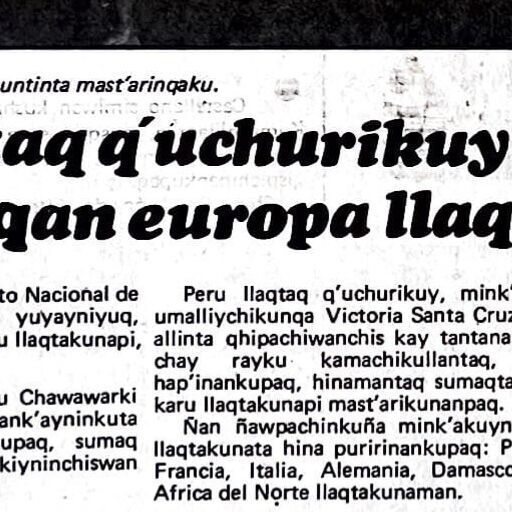 untinta mast'arinqaku.
aq q'uchurikuy
qan europa llaq
to Nacional de
yuyayniyuq,
u llaqtakunapi,
u Chawawarki
ank'ayninkuta
upaq, sumaq
kiyninchiswan
Peru llaqtaq q'uchurikuy, mink'
umalliychikunqa Victoria Santa Cruz
allinta qhipachiwanchis kay tantana
chay rayku kamachikullantaq,
hap'inankupaq, hinamantaq sumaqta
karu llaqtakunapi mast'arikunanpaq.
Ñan ñawpachinkuña mink'akuyn
llaqtakunata hina puririnankupaq: P
Francia, Italia, Alemania, Damasco
Africa del Norte llaqtakunaman.